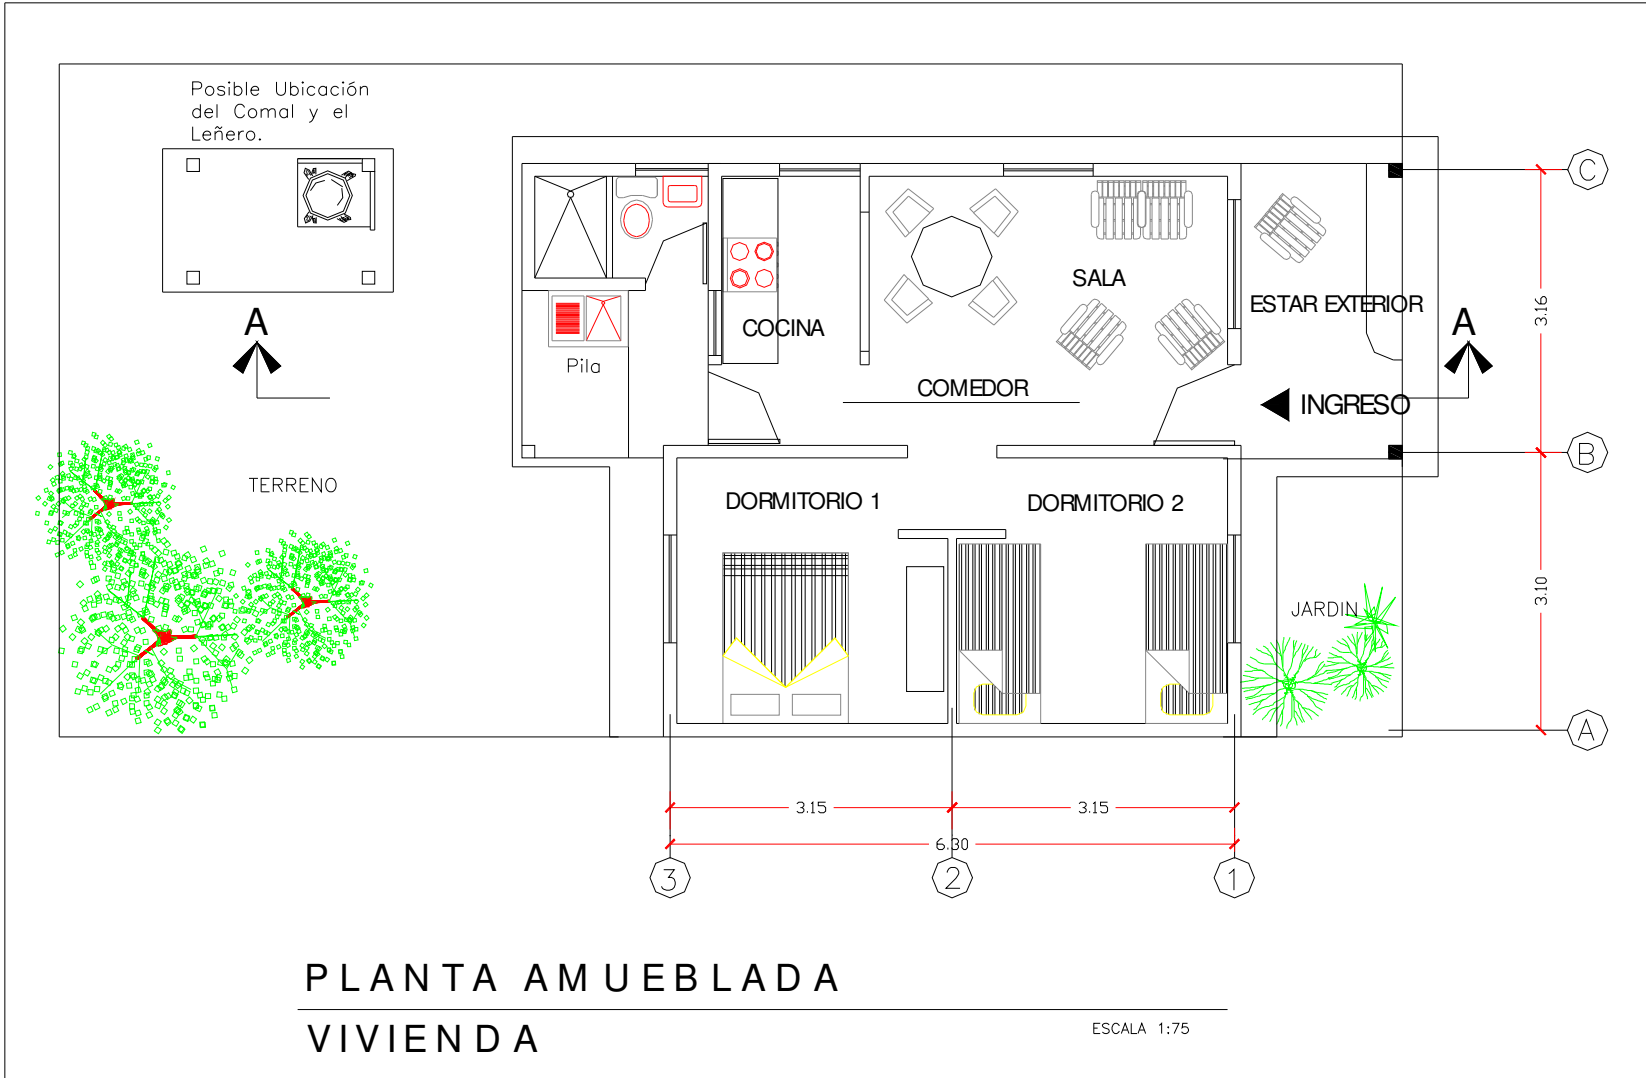 Posible Ubicación
del Comal y el
Leñero.
C
A
SALA
ESTAR EXTERIOR
3.16
A
COCINA
Pila
COMEDOR
INGRESO
B
TERRENO
DORMITORIO 1
DORMITORIO 2
3.10
JARDIN
A
3.15
3.15
6.30
3
2
1
PLANTA AMUEBLADA
VIVIENDA
ESCALA 1:75